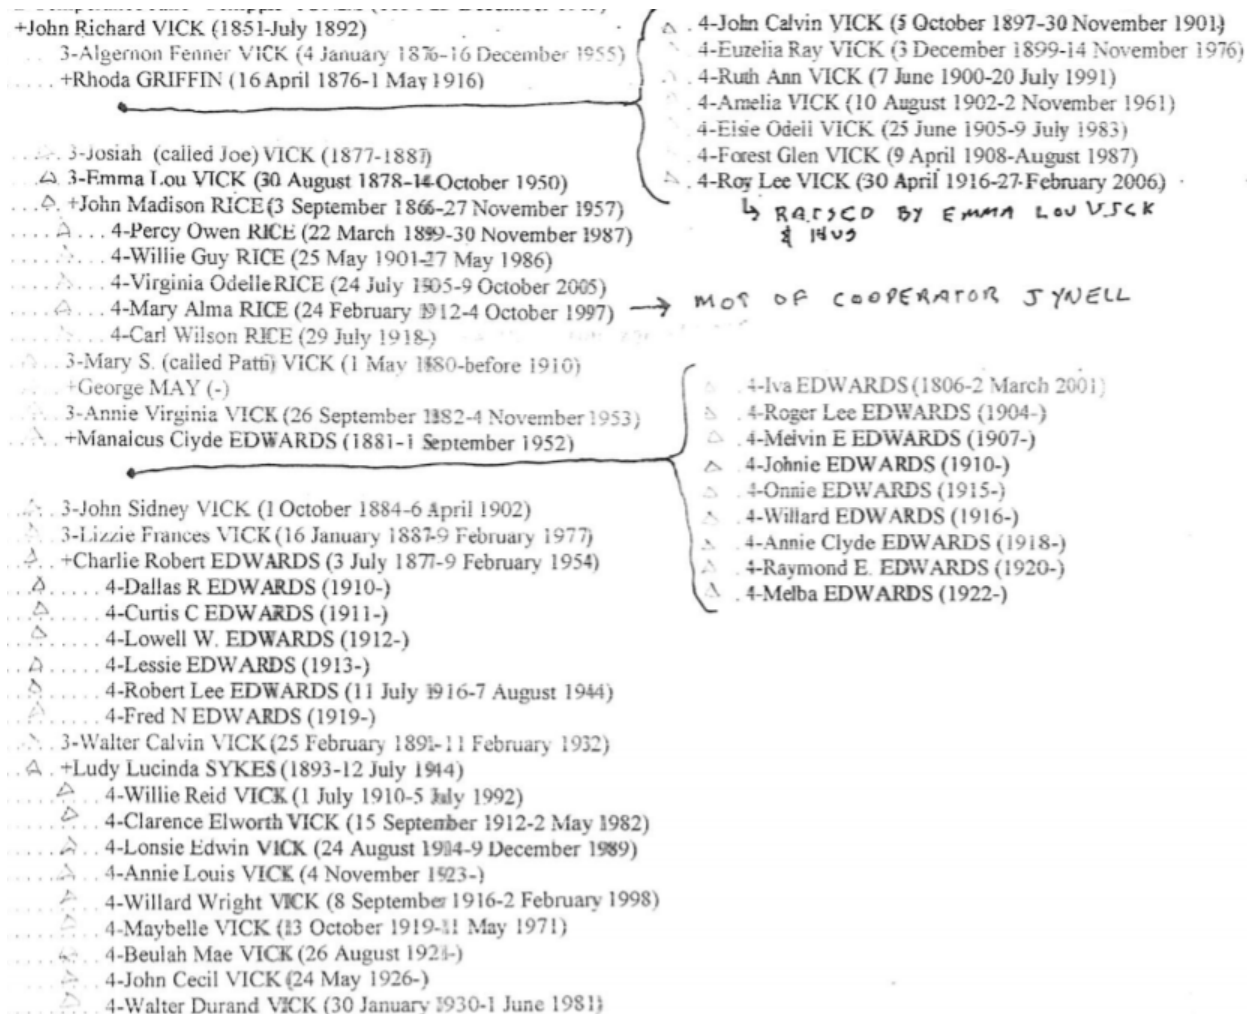 +John Richard VICK (1851-July 1892)
3-Algernon Fenner VICK (4 January 1876-16 December 1955)
+Rhoda GRIFFIN (16 April 1876-1 May 1916)
4-John Calvin VICK (5 October 1897-30 November 1901)
4-Euzelia Ray VICK (3 December 1899-14 November 1976)
4-Ruth Ann VICK (7 June 1900-20 July 1991)
4-Amelia VICK (10 August 1902-2 November 1961)
4-Elsie Odell VICK (25 June 1905-9 July 1983)
4-Forest Glen VICK (9 April 1908-August 1987)
4-Roy Lee VICK (30 April 1916-27 February 2006)
RAISED BY EMMA LOU VICK
& HUS
3-Josiah (called Joe) VICK (1877-1887)
3-Emma Lou VICK (30 August 1878-14 October 1950)
+John Madison RICE (3 September 1866-27 November 1957)
4-Percy Owen RICE (22 March 1899-30 November 1987)
4-Willie Guy RICE (25 May 1901-27 May 1986)
4-Virginia Odelle RICE (24 July 1905-9 October 2005)
4-Mary Alma RICE (24 February 1912-4 October 1997) → MOT OF COOPERATOR JYNELL
4-Carl Wilson RICE (29 July 1918-)
3-Mary S. (called Patti) VICK (1 May 1880-before 1910)
+George MAY (-)
3-Annie Virginia VICK (26 September 1882-4 November 1953)
+Manalcus Clyde EDWARDS (1881-1 September 1952)
4-Iva EDWARDS (1806-2 March 2001)
4-Roger Lee EDWARDS (1904-)
4-Melvin E EDWARDS (1907-)
4-Johnie EDWARDS (1910-)
4-Onnie EDWARDS (1915-)
4-Willard EDWARDS (1916-)
4-Annie Clyde EDWARDS (1918-)
4-Raymond E. EDWARDS (1920-)
4-Melba EDWARDS (1922-)
3-John Sidney VICK (1 October 1884-6 April 1902)
3-Lizzie Frances VICK (16 January 1887-9 February 1977)
+Charlie Robert EDWARDS (3 July 1877-9 February 1954)
4-Dallas R EDWARDS (1910-)
4-Curtis C EDWARDS (1911-)
4-Lowell W. EDWARDS (1912-)
4-Lessie EDWARDS (1913-)
4-Robert Lee EDWARDS (11 July 1916-7 August 1944)
4-Fred N EDWARDS (1919-)
3-Walter Calvin VICK (25 February 1891-11 February 1932)
+Ludy Lucinda SYKES (1893-12 July 1944)
4-Willie Reid VICK (1 July 1910-5 July 1992)
4-Clarence Elworth VICK (15 September 1912-2 May 1982)
4-Lonsie Edwin VICK (24 August 1914-9 December 1989)
4-Annie Louis VICK (4 November 1923-)
4-Willard Wright VICK (8 September 1916-2 February 1998)
4-Maybelle VICK (13 October 1919-11 May 1971)
4-Beulah Mae VICK (26 August 1921-)
4-John Cecil VICK (24 May 1926-)
4-Walter Durand VICK (30 January 1930-1 June 1981)